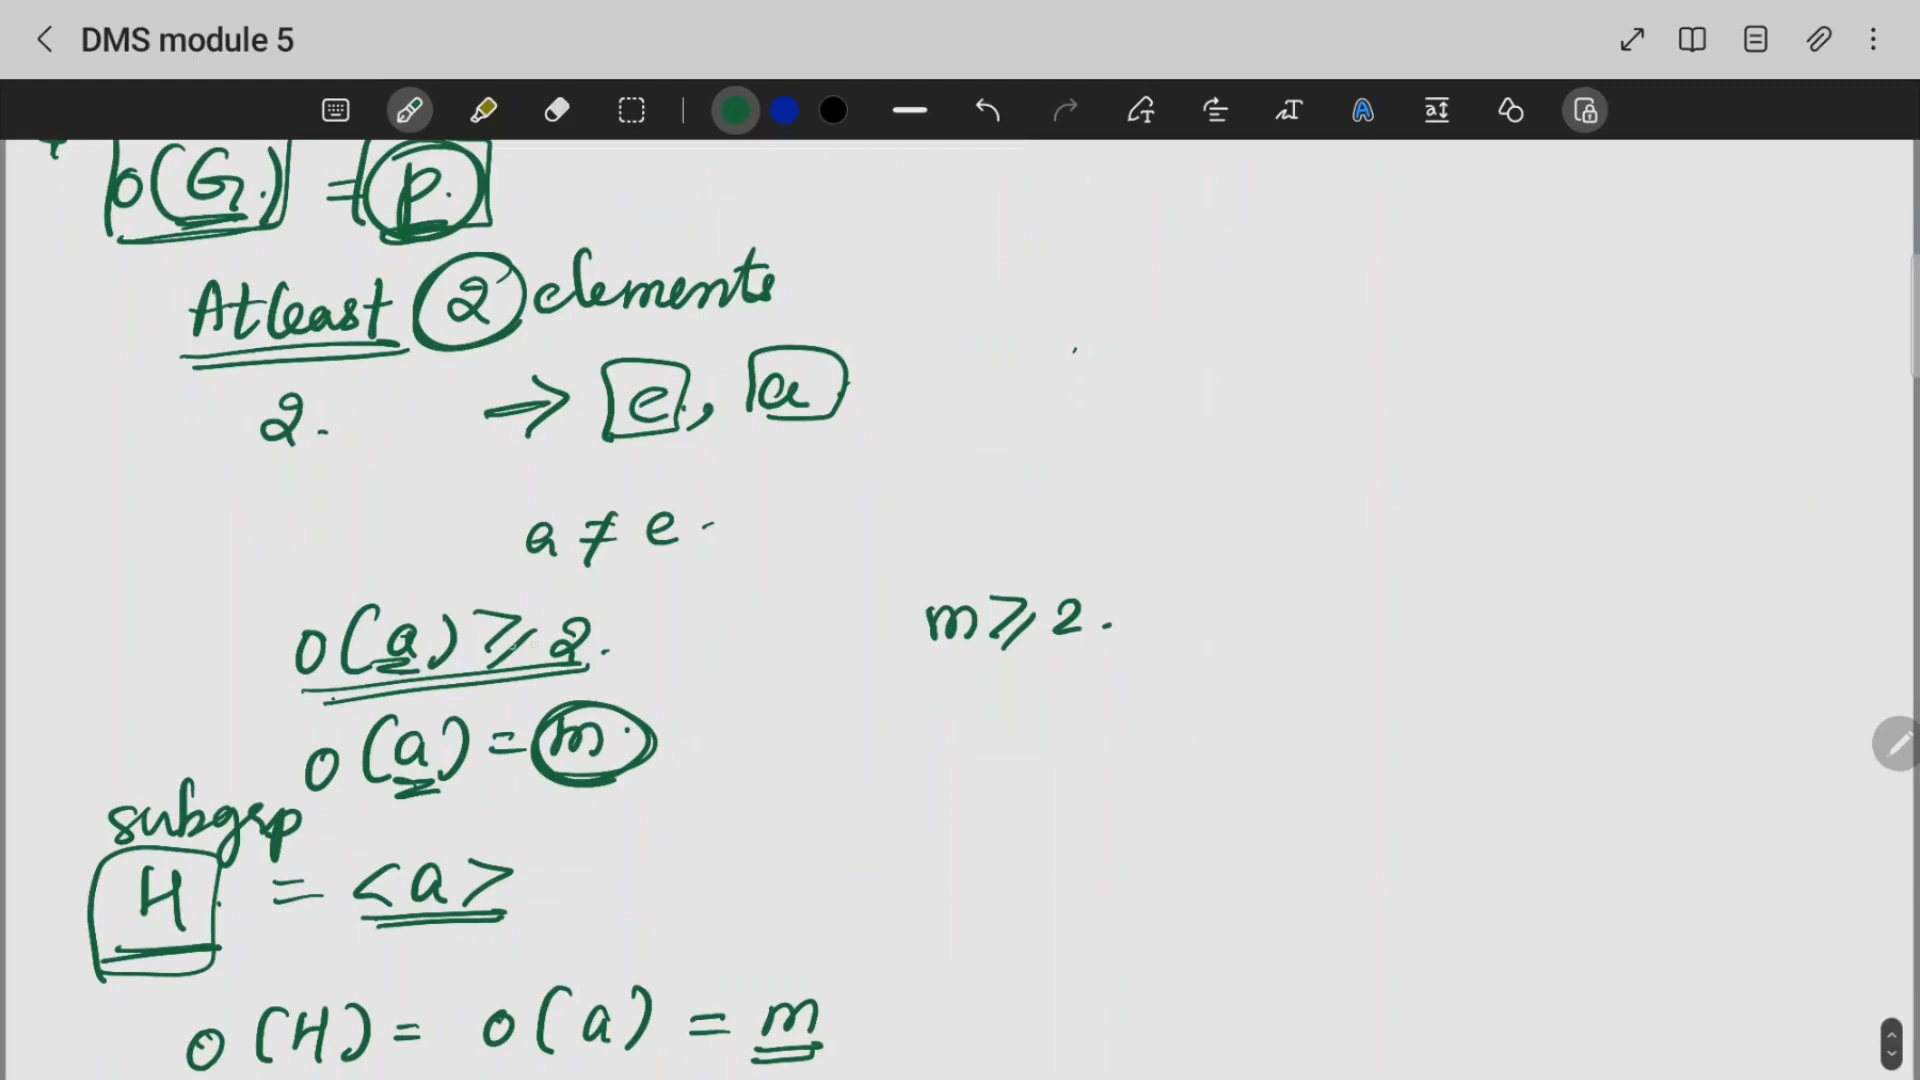 DMS module 5
o(G) = p.
Atleast 2 elements
2. → e, a
a ≠ e.
o(a) ≥ 2. m ≥ 2.
o(a) = m.
subgrp
H = <a>
o(H) = o(a) = m